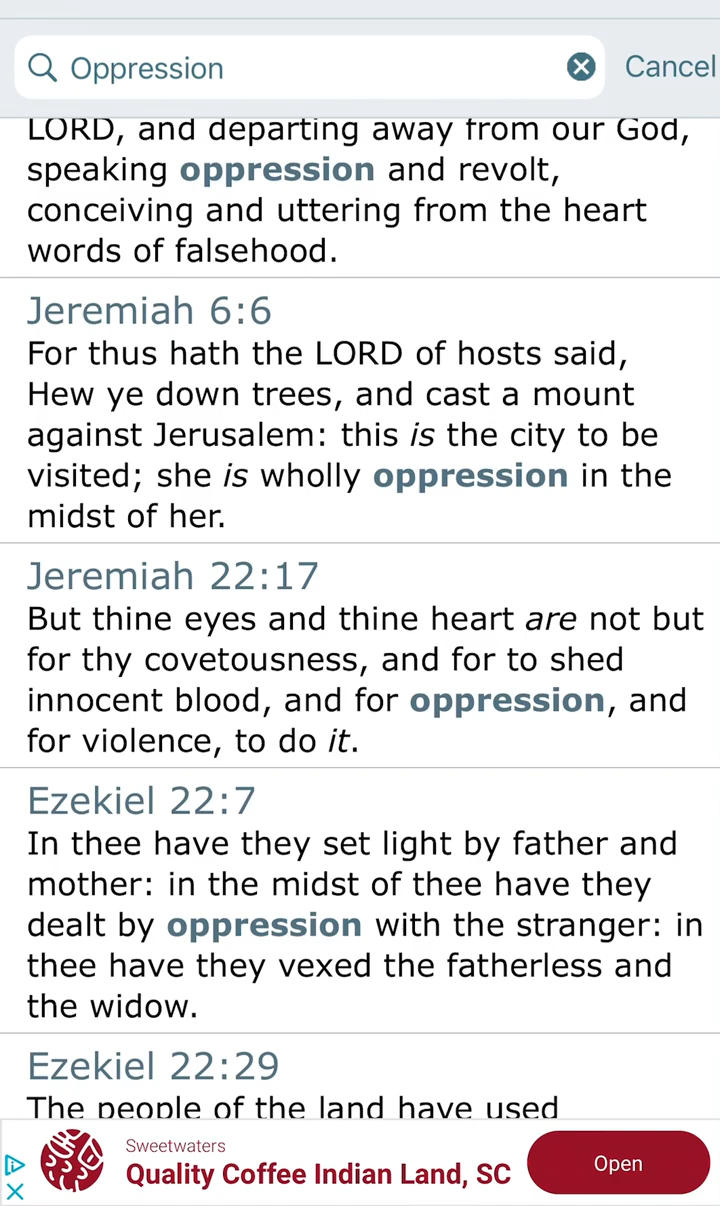 Oppression
Cancel
LORD, and departing away from our God,
speaking oppression and revolt,
conceiving and uttering from the heart
words of falsehood.
Jeremiah 6:6
For thus hath the LORD of hosts said,
Hew ye down trees, and cast a mount
against Jerusalem: this is the city to be
visited; she is wholly oppression in the
midst of her.
Jeremiah 22:17
But thine eyes and thine heart are not but
for thy covetousness, and for to shed
innocent blood, and for oppression, and
for violence, to do it.
Ezekiel 22:7
In thee have they set light by father and
mother: in the midst of thee have they
dealt by oppression with the stranger: in
thee have they vexed the fatherless and
the widow.
Ezekiel 22:29
The people of the land have used
Sweetwaters
Quality Coffee Indian Land, SC
Open